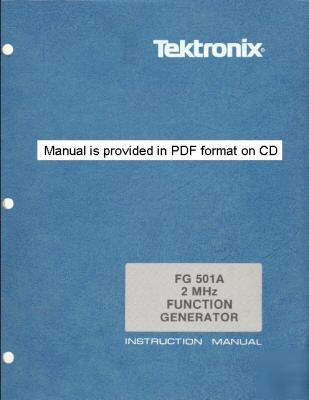 Tektronix®
Manual is provided in PDF format on CD
FG 501A
2 MHz
FUNCTION
GENERATOR
INSTRUCTION MANUAL